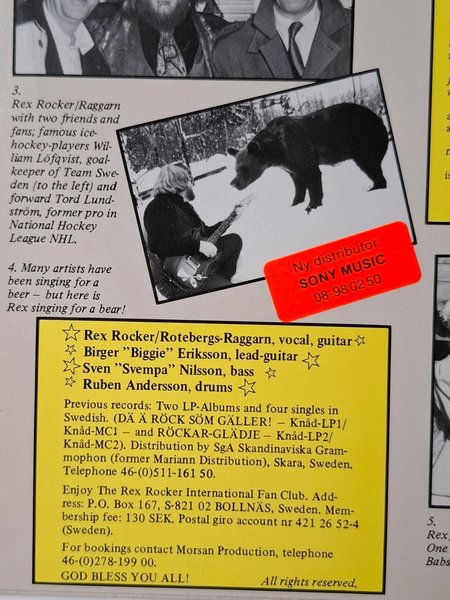 3.
Rex Rocker/Raggarn
with two friends and
fans; famous ice-
hockey-players Wil-
liam Löfqvist, goal-
keeper of Team Swe-
den (to the left) and
forward Tord Lund-
ström, former pro in
National Hockey
League NHL.
4. Many artists have
been singing for a
beer – but here is
Rex singing for a bear!
Ny distributor:
SONY MUSIC
08-98 02 50
Rex Rocker/Rotebergs-Raggarn, vocal, guitar
Birger ”Biggie” Eriksson, lead-guitar
Sven ”Svempa” Nilsson, bass
Ruben Andersson, drums
Previous records: Two LP-Albums and four singles in
Swedish. (DÄ Ä RÖCK SÖM GÄLLER! – Knåd-LP1/
Knåd-MC1 – and RÖCKAR-GLÄDJE – Knåd-LP2/
Knåd-MC2). Distribution by SgA Skandinaviska Gram-
mophon (former Mariann Distribution), Skara, Sweden.
Telephone 46-(0)511-161 50.
Enjoy The Rex Rocker International Fan Club. Ad-
dress: P.O. Box 167, S-821 02 BOLLNÄS, Sweden. Mem-
bership fee: 130 SEK. Postal giro account nr 421 26 52-4
(Sweden).
For bookings contact Morsan Production, telephone
46-(0)278-199 00.
GOD BLESS YOU ALL!
All rights reserved.
5.
Rex
One
Babs